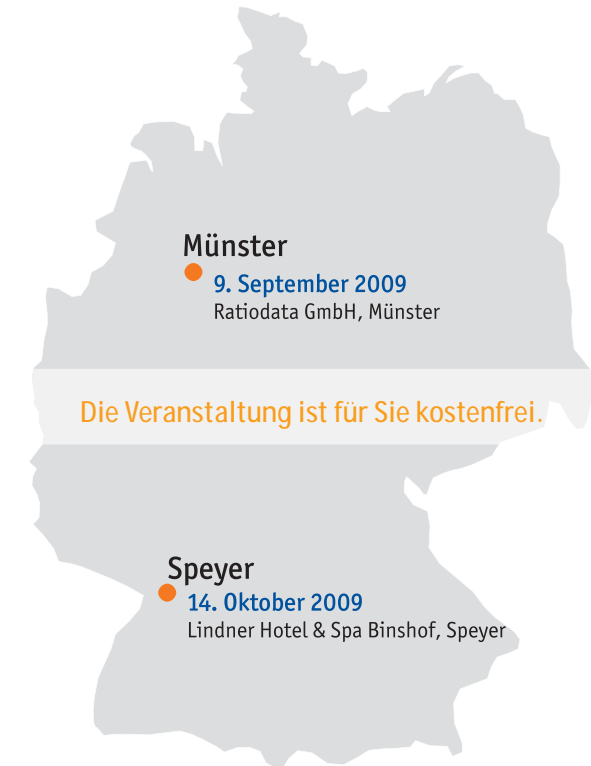 Münster
9. September 2009
Ratiodata GmbH, Münster
Die Veranstaltung ist für Sie kostenfrei.
Speyer
14. Oktober 2009
Lindner Hotel & Spa Binshof, Speyer